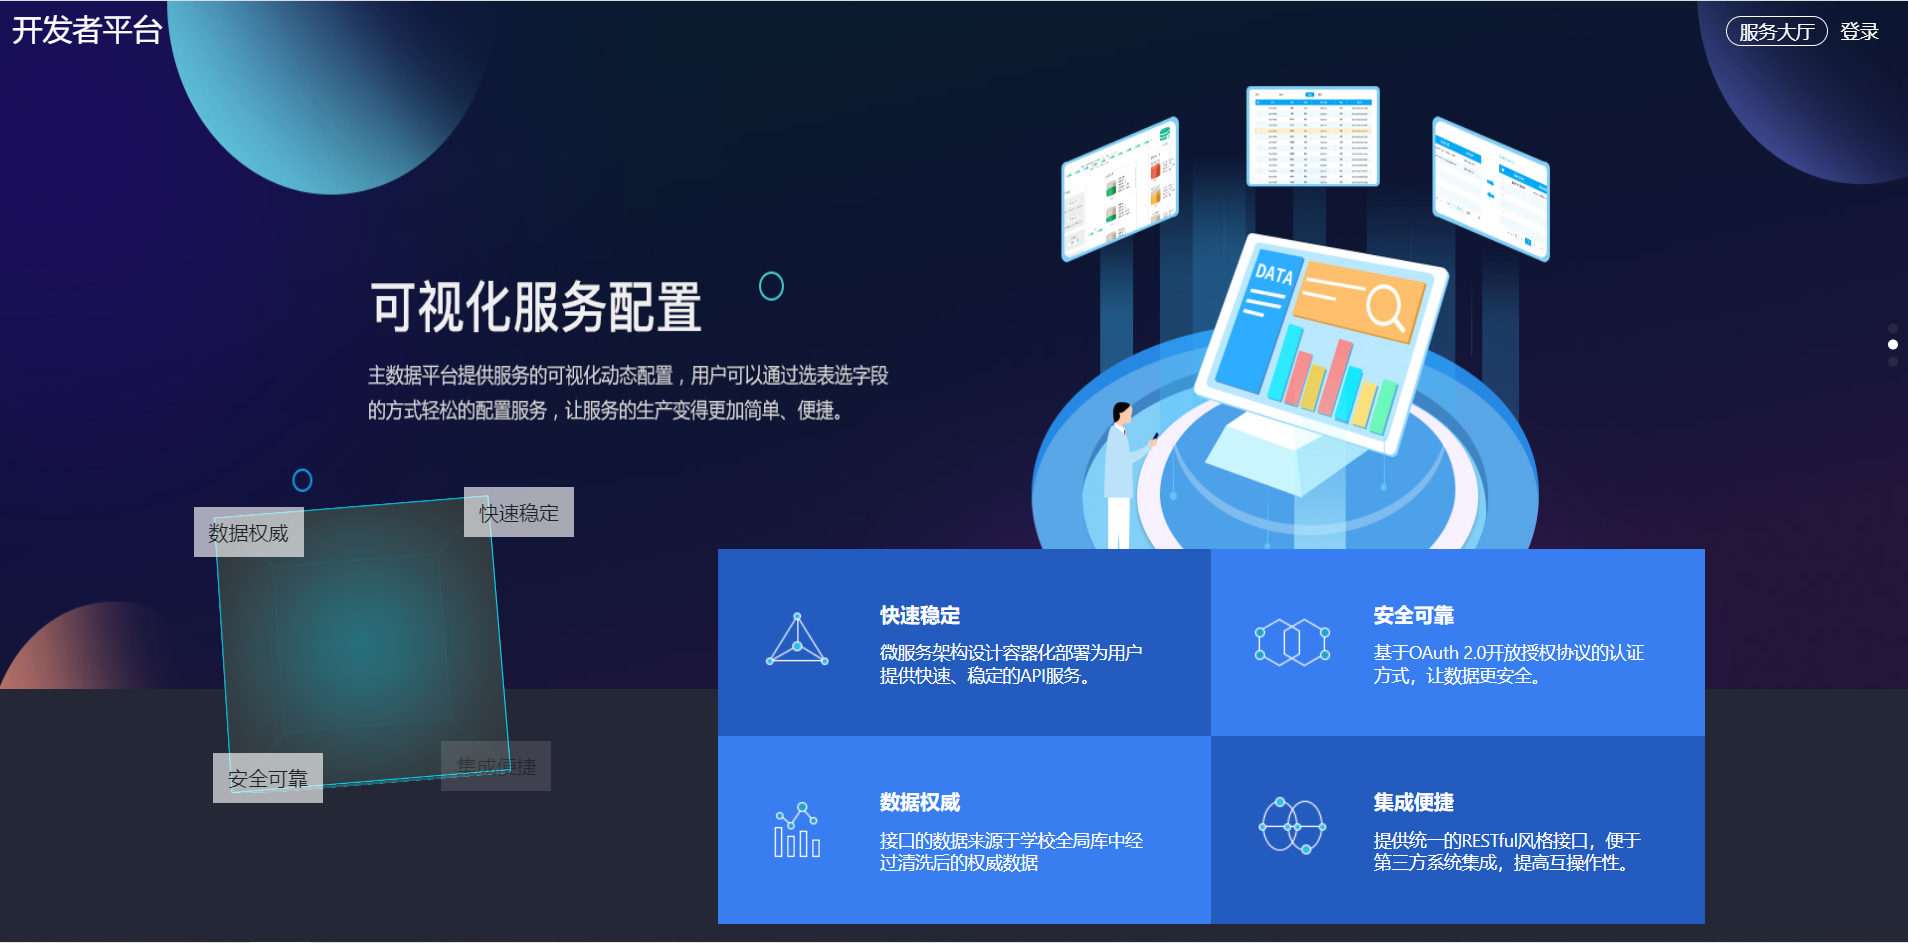 开发者平台
服务大厅 登录
DATA
可视化服务配置
主数据平台提供服务的可视化动态配置，用户可以通过选表选字段
的方式轻松的配置服务，让服务的生产变得更加简单、便捷。
数据权威
快速稳定
安全可靠
集成便捷
快速稳定
微服务架构设计容器化部署为用户
提供快速、稳定的API服务。
安全可靠
基于OAuth 2.0开放授权协议的认证
方式，让数据更安全。
数据权威
接口的数据来源于学校全局库中经
过清洗后的权威数据
集成便捷
提供统一的RESTful风格接口，便于
第三方系统集成，提高互操作性。